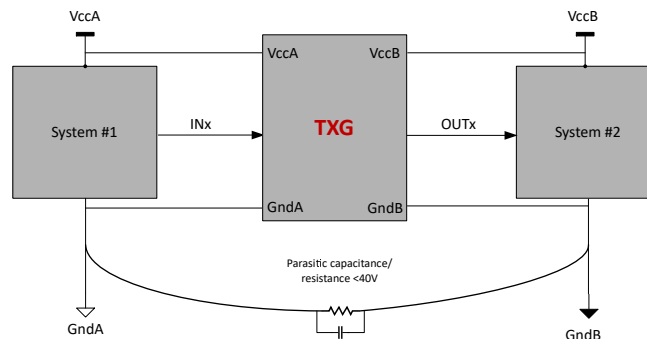 VccA
VccB
VccA
VccB
System #1
INx
TXG
OUTx
System #2
GndA
GndB
Parasitic capacitance/
resistance <40V
GndA
GndB